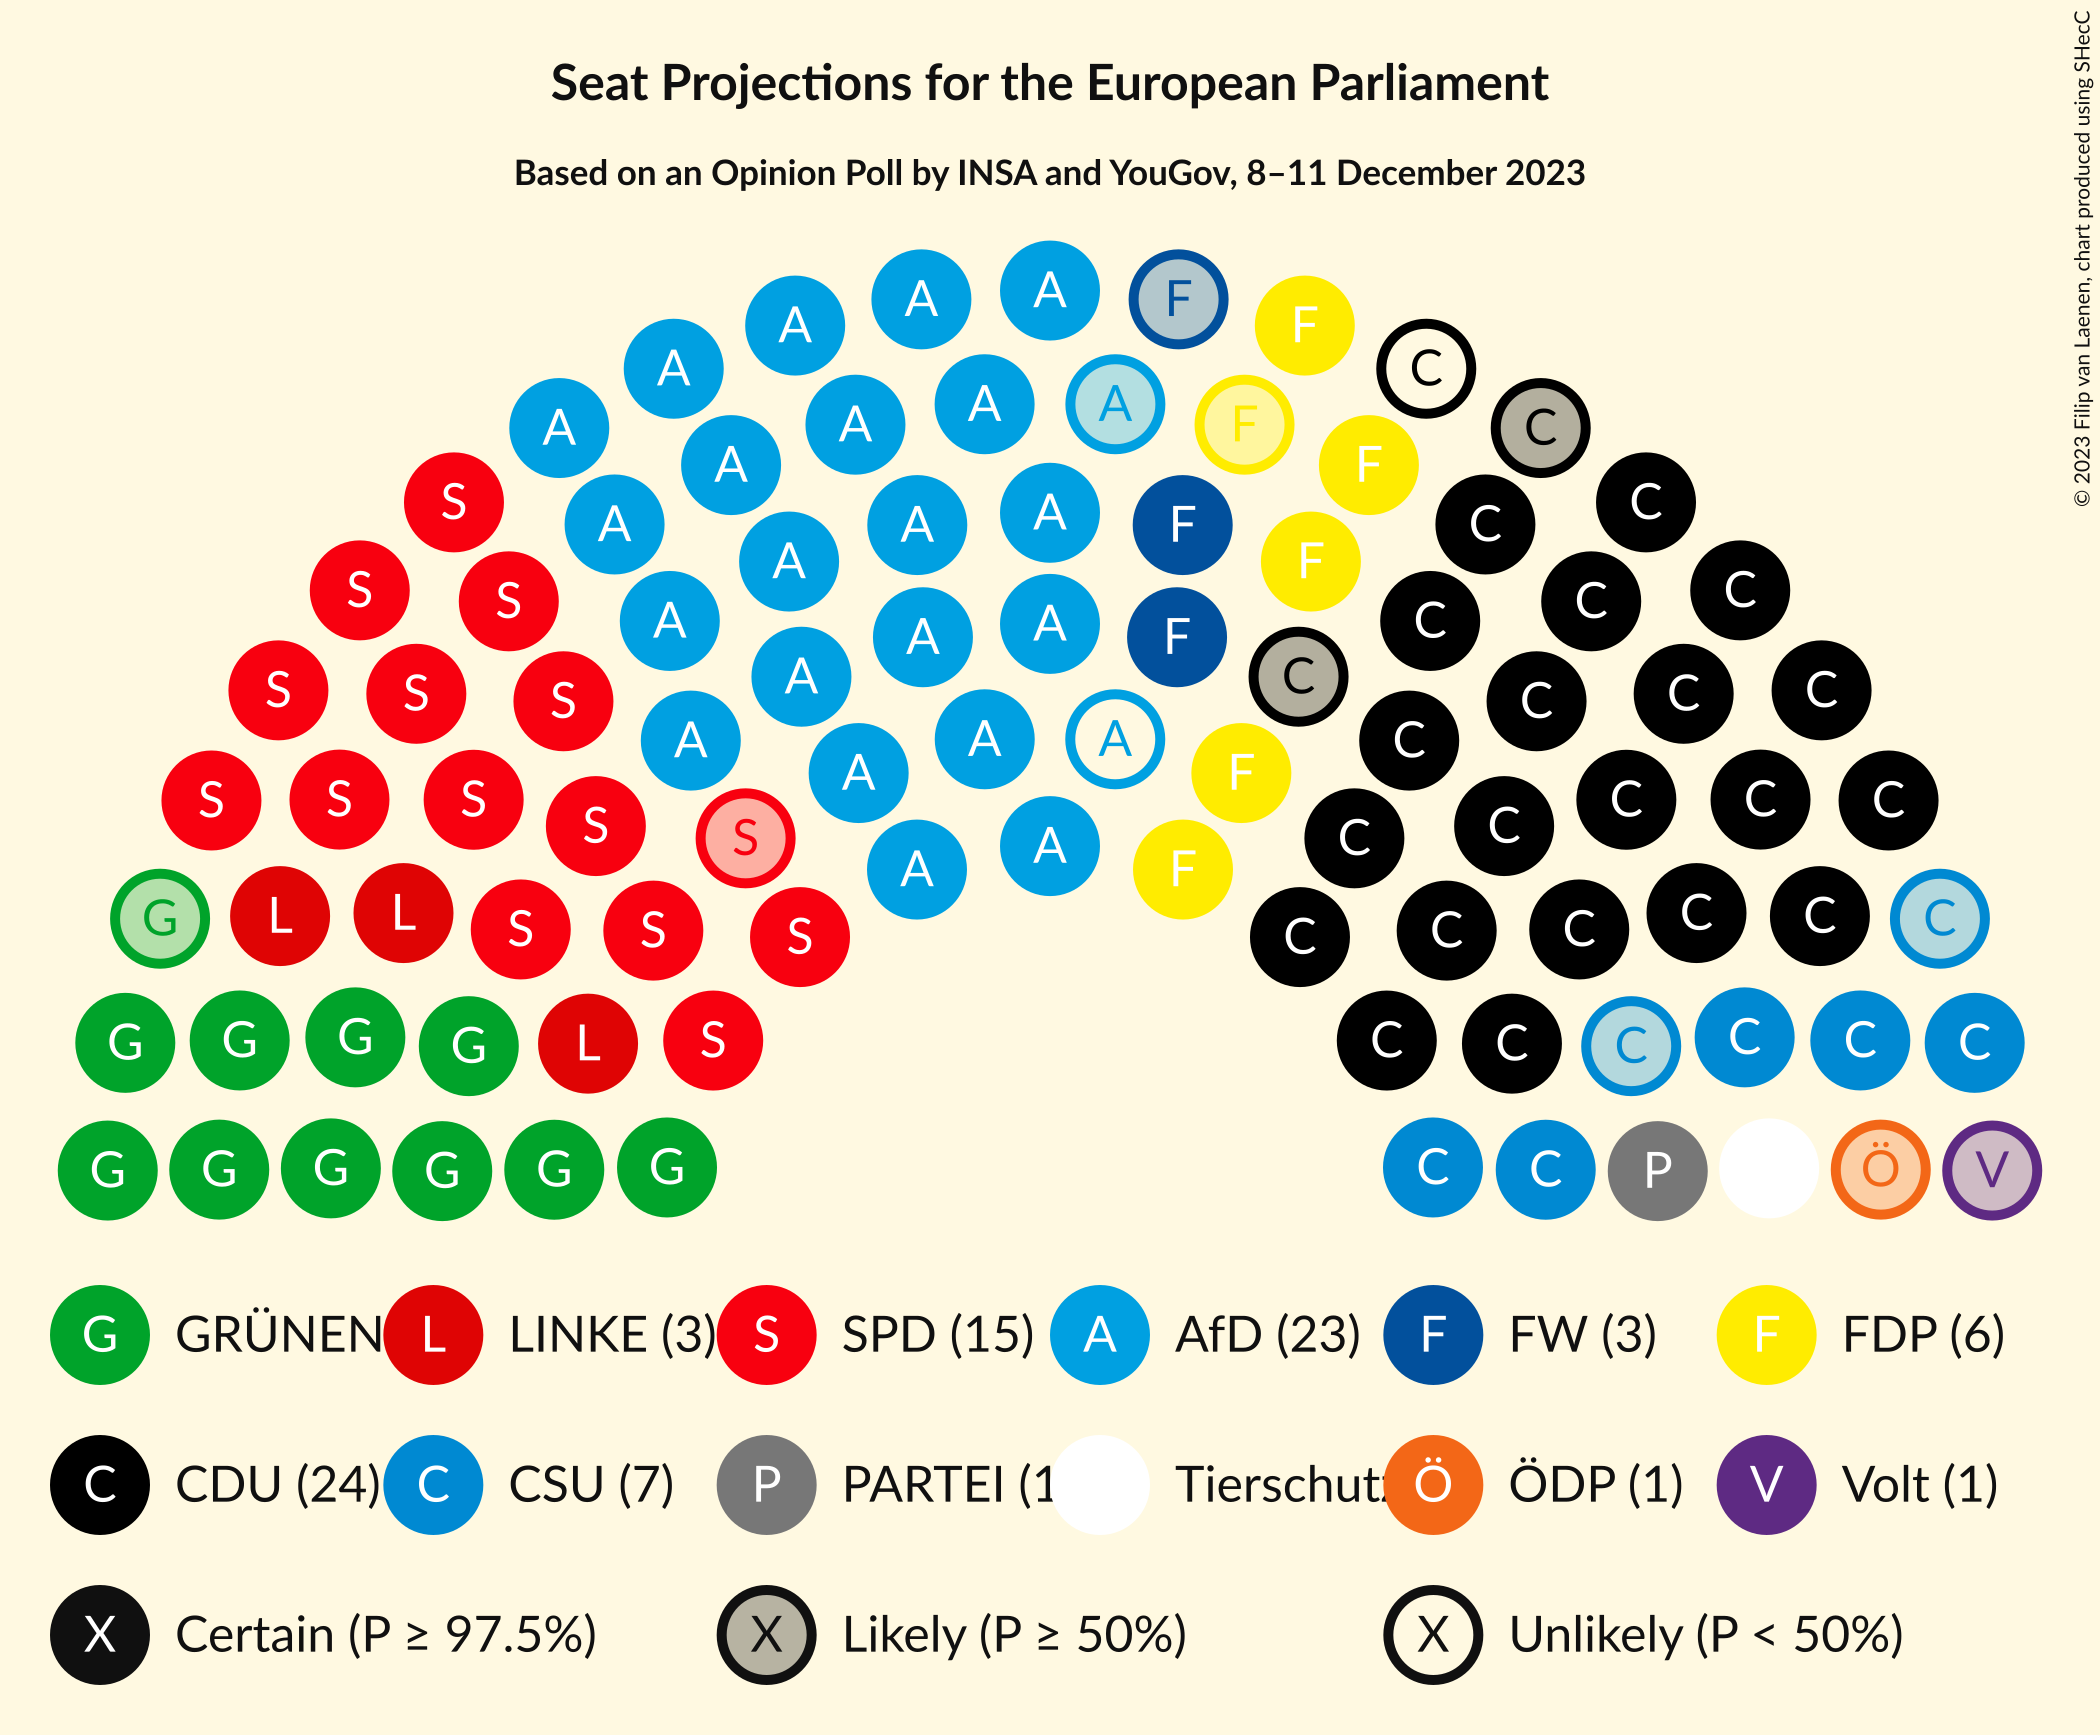 Seat Projections for the European Parliament
Based on an Opinion Poll by INSA and YouGov, 8–11 December 2023
© 2023 Filip van Laenen, chart produced using SHecC
A A A F F
A A C C
A A A A F F
S A A C C
S S A A A A F F C C C
S S S A A A A F C C C C
S S S S A A A A A F C C C C C
S S A A F C C
G L L S S S C C C C C C
G G G G L S C C C C C C
G G G G G G C C P Ö V
G GRÜNEN L LINKE (3) S SPD (15) A AfD (23) F FW (3) F FDP (6)
C CDU (24) C CSU (7) P PARTEI (1 Tierschutz Ö ÖDP (1) V Volt (1)
X Certain (P ≥ 97.5%) X Likely (P ≥ 50%) X Unlikely (P < 50%)